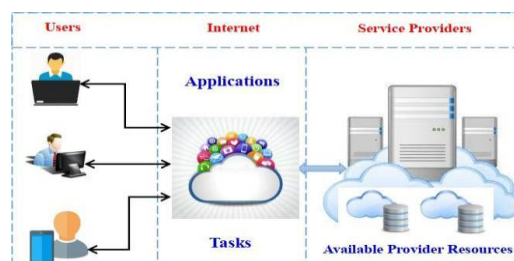 Users Internet Service Providers
Applications
Tasks
Available Provider Resources